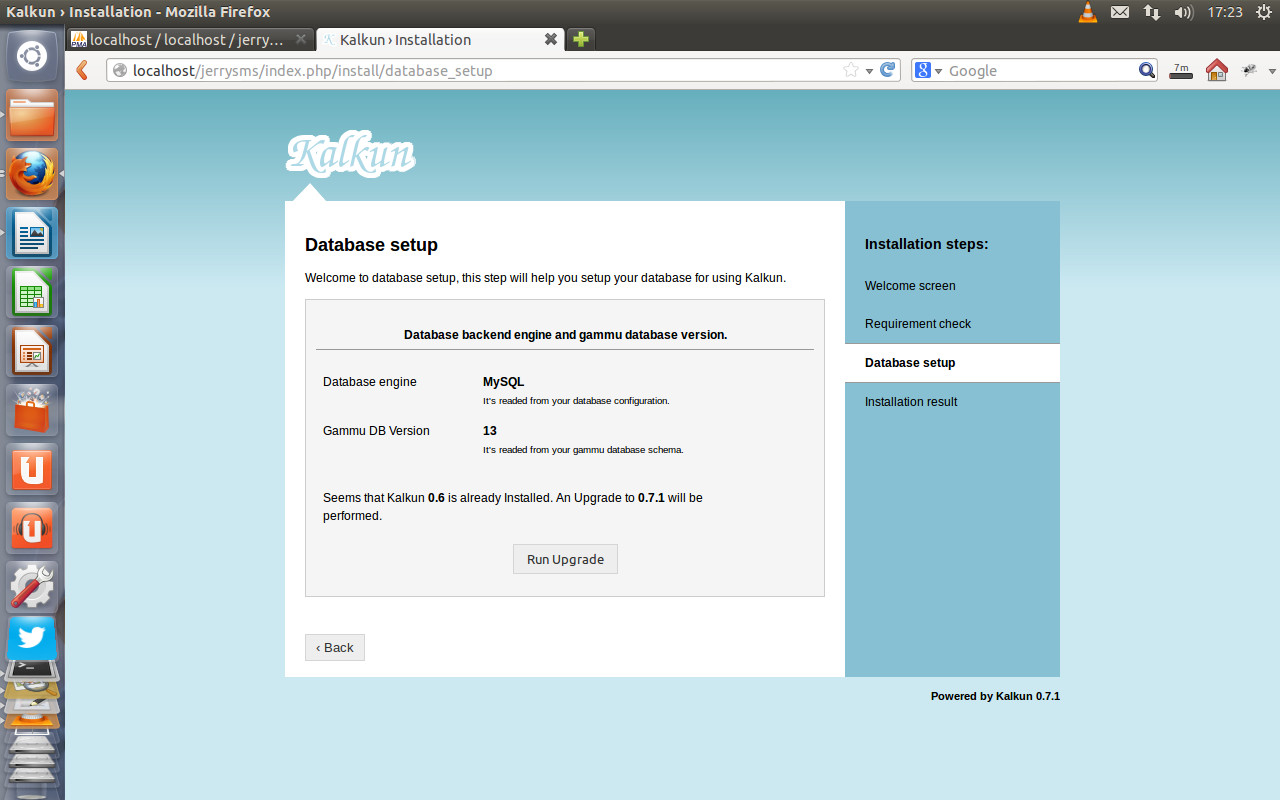 Kalkun › Installation - Mozilla Firefox
17:23
localhost / localhost / jerry...
Kalkun › Installation
localhost/jerrysms/index.php/install/database_setup
Google
7m
Kalkun
Database setup
Welcome to database setup, this step will help you setup your database for using Kalkun.
Database backend engine and gammu database version.
Database engine
MySQL
It's readed from your database configuration.
Gammu DB Version
13
It's readed from your gammu database schema.
Seems that Kalkun 0.6 is already Installed. An Upgrade to 0.7.1 will be
performed.
Run Upgrade
‹ Back
Installation steps:
Welcome screen
Requirement check
Database setup
Installation result
Powered by Kalkun 0.7.1